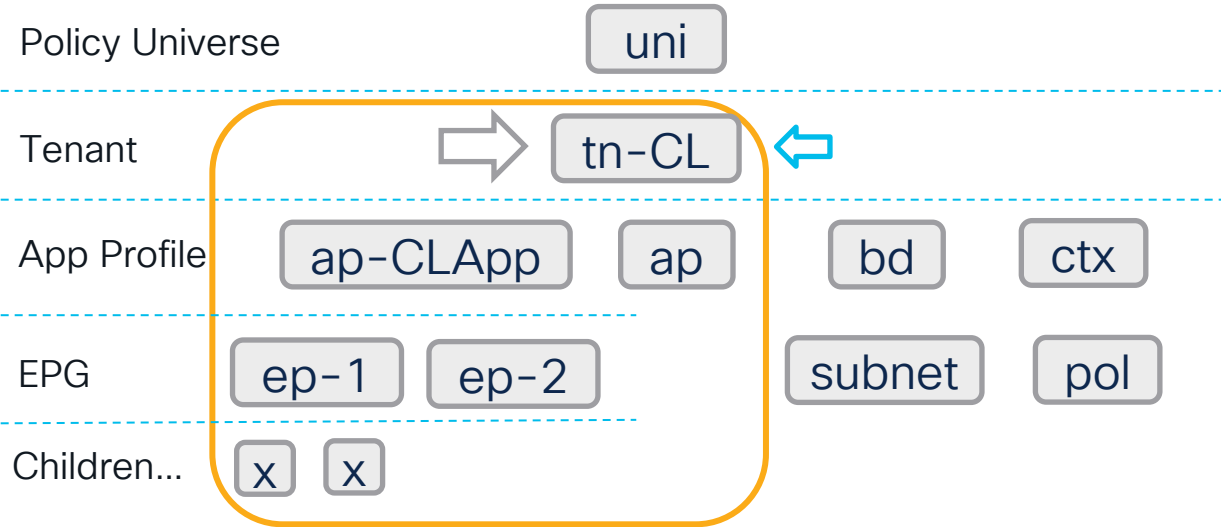 Policy Universe uni
Tenant tn-CL
App Profile ap-CLApp ap bd ctx
EPG ep-1 ep-2 subnet pol
Children... x x